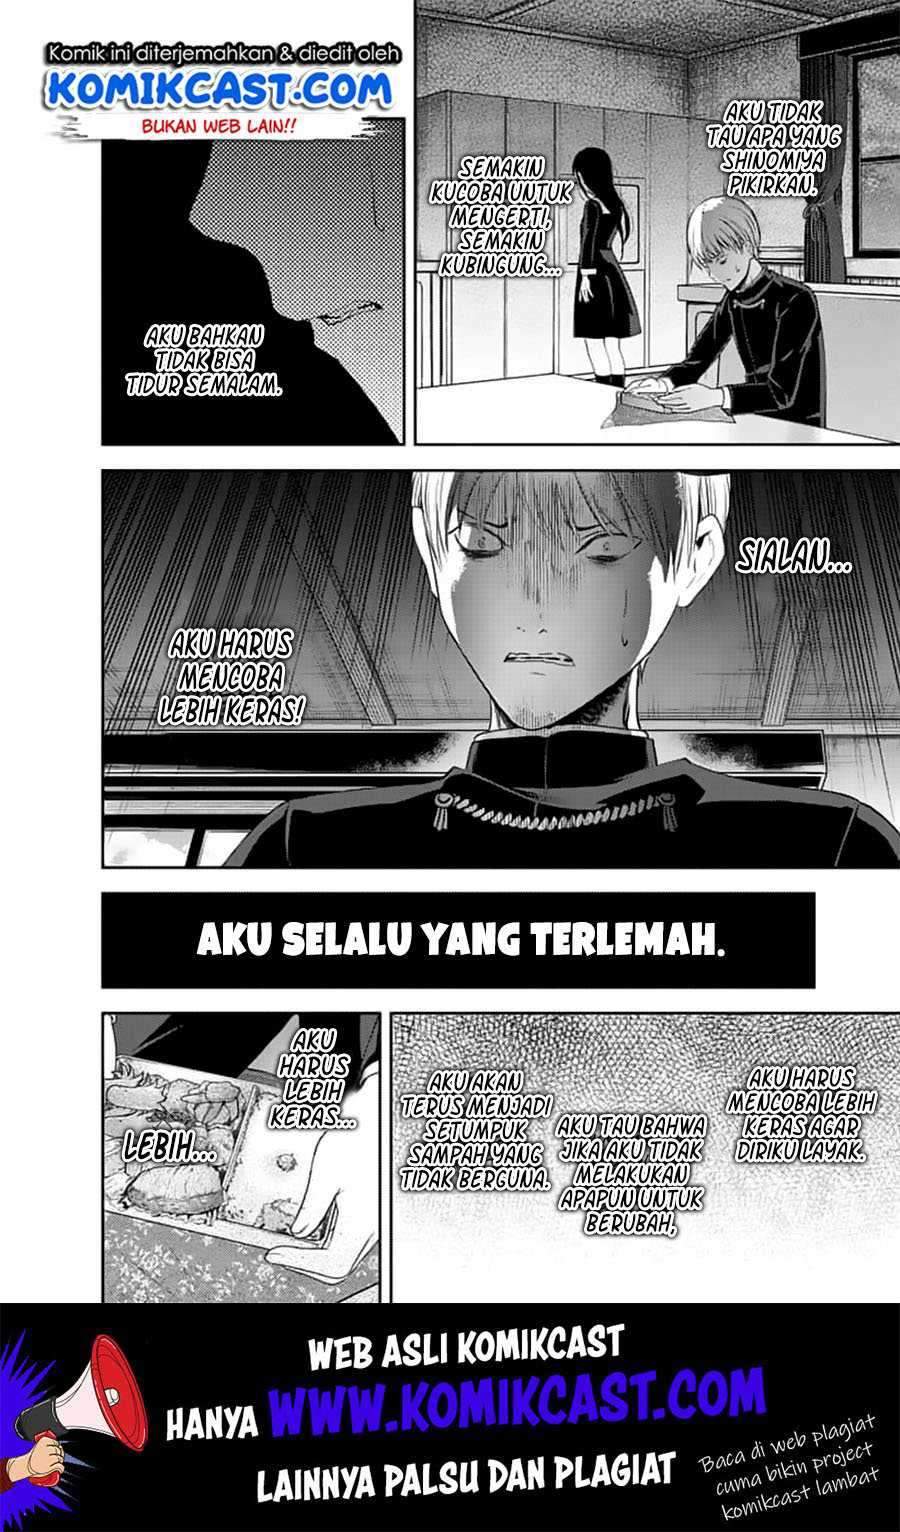 Komik ini diterjemahkan & diedit oleh
KOMIKCAST.COM
BUKAN WEB LAIN!!
AKU TIDAK
TAU APA YANG
SHINOMIYA
PIKIRKAN.
SEMAKIN
KUCOBA UNTUK
MENGERTI,
SEMAKIN
KUBINGUNG...
AKU BAHKAN
TIDAK BISA
TIDUR SEMALAM.
SIALAN...
AKU HARUS
MENCOBA
LEBIH KERAS!
AKU SELALU YANG TERLEMAH.
AKU HARUS
MENCOBA LEBIH
KERAS AGAR
DIRIKU LAYAK.
AKU TAU BAHWA
JIKA AKU TIDAK
MELAKUKAN
APAPUN UNTUK
BERUBAH,
AKU AKAN
TERUS MENJADI
SETUMPUK
SAMPAH YANG
TIDAK BERGUNA.
AKU
HARUS
LEBIH
KERAS...
LEBIH...
WEB ASLI KOMIKCAST
HANYA WWW.KOMIKCAST.COM
LAINNYA PALSU DAN PLAGIAT
Baca di web plagiat
cuma bikin project
komikcast lambat